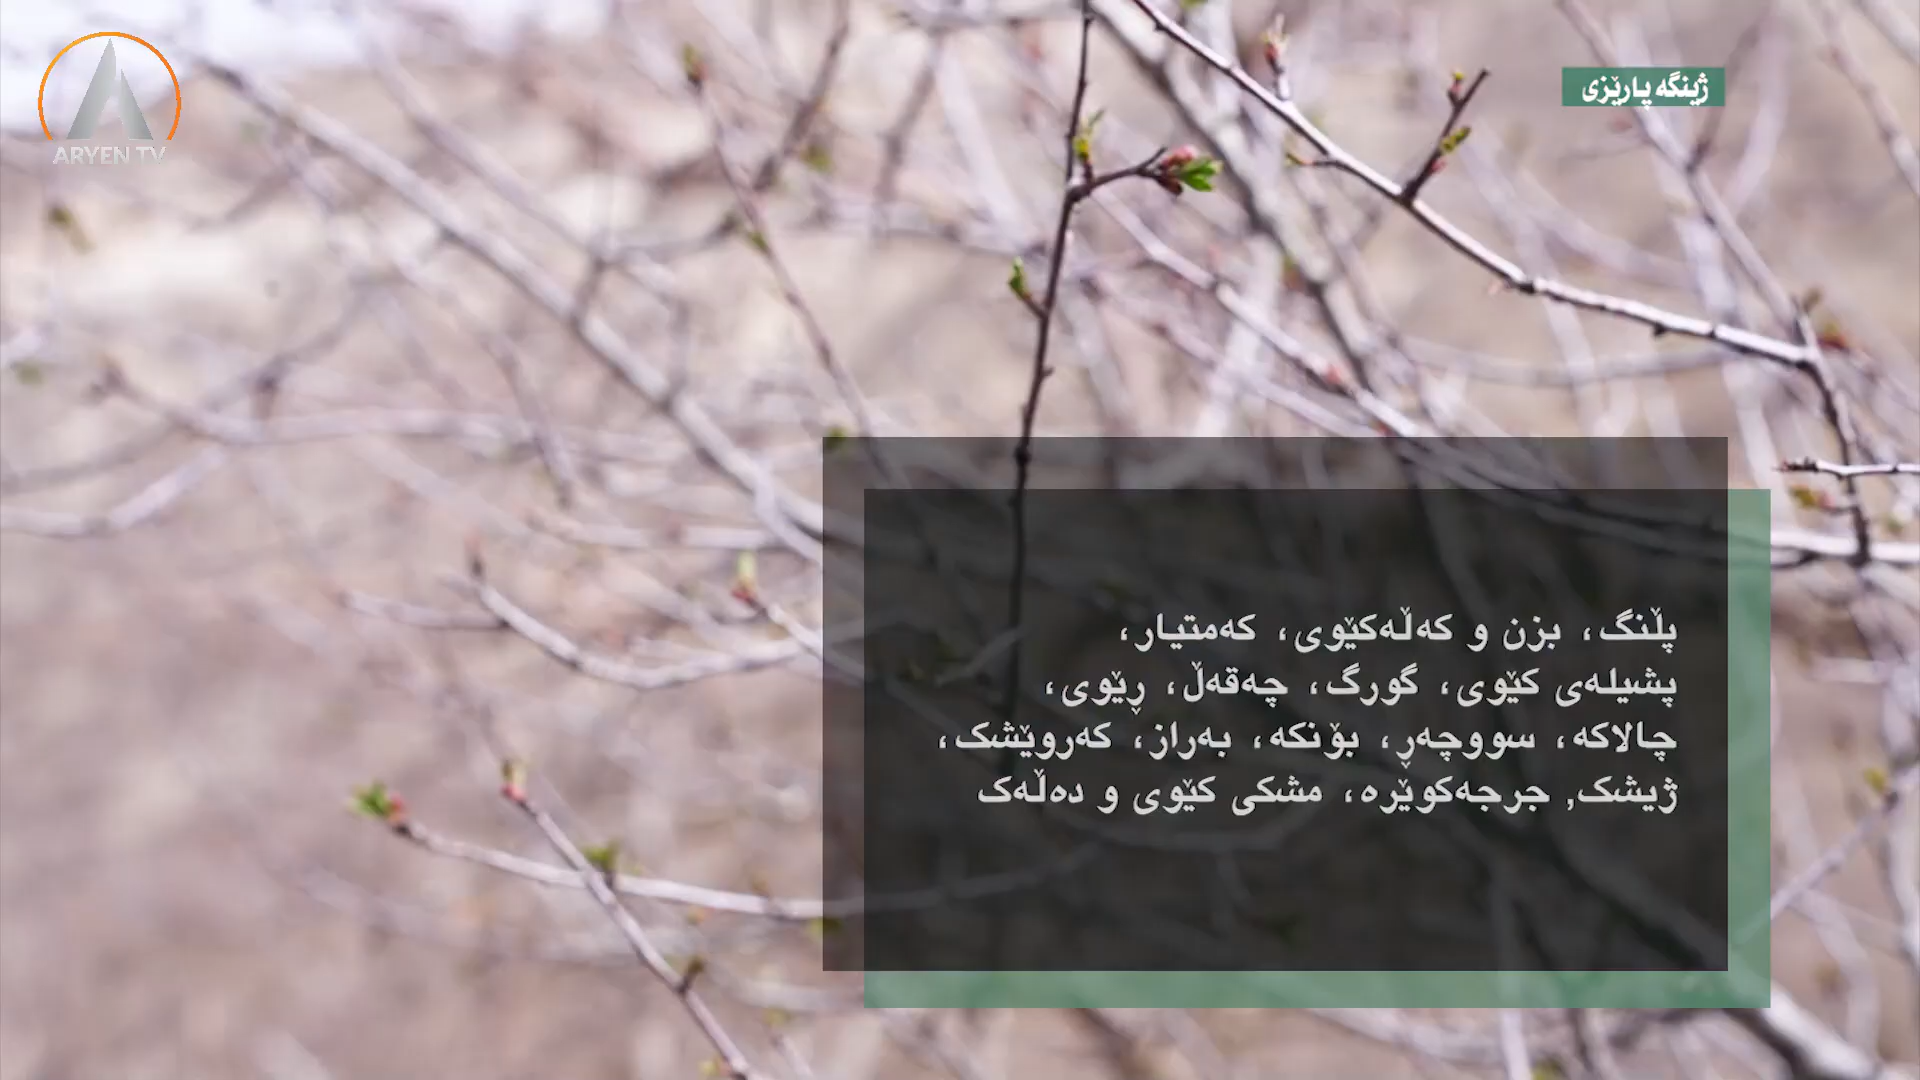 ARYEN TV
ژینگە پارێزی
پڵنگ، بزن و کەڵەکێوی، کەمتیار،
پشیلەی کێوی، گورگ، چەقەڵ، ڕێوی،
چالاکە، سووچەڕ، بۆنکە، بەراز، کەروێشک،
ژیشک, جرجەکوێرە، مشکی کێوی و دەڵەک